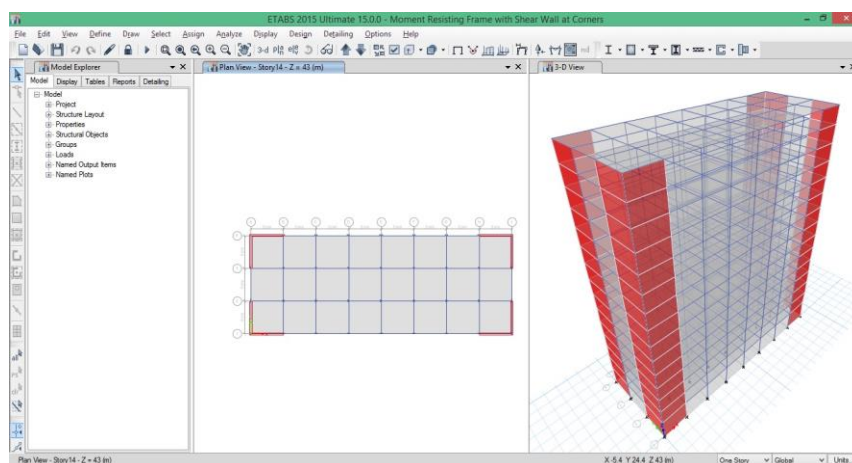 ETABS 2015 Ultimate 15.0.0 - Moment Resisting Frame with Shear Wall at Corners
File Edit View Define Draw Select Assign Analyze Display Design Detailing Options Help
Model Explorer
Model Display Tables Reports Detailing
Model
Project
Structure Layout
Properties
Structural Objects
Groups
Loads
Named Output Items
Named Plots
Plan View - Story14 - Z = 43 (m)
3-D View
Plan View - Story14 - Z = 43 (m)
X -5.4 Y 24.4 Z 43 (m)
One Story
Global
Units...